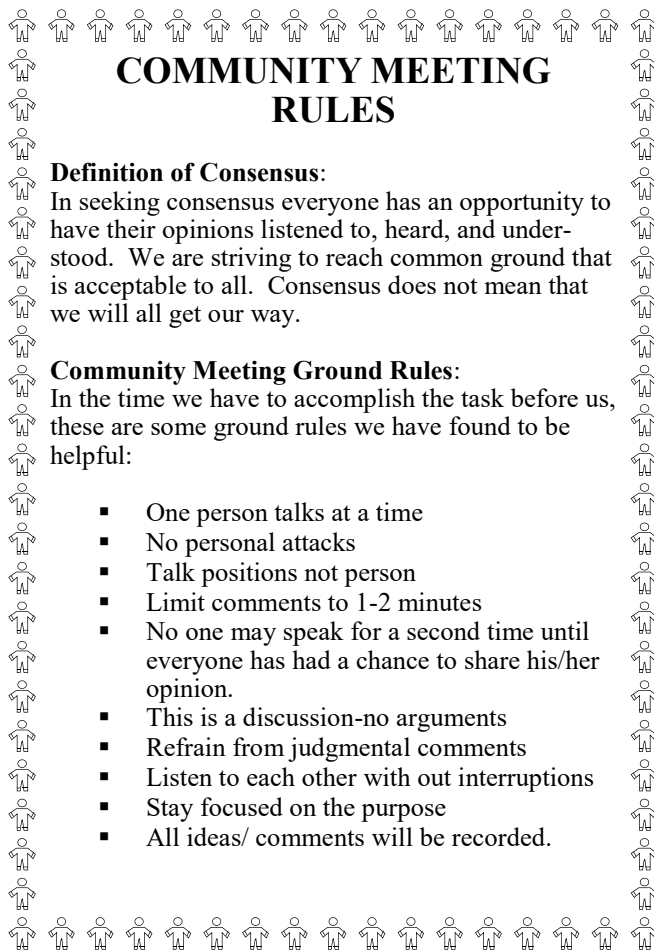 COMMUNITY MEETING
RULES
Definition of Consensus:
In seeking consensus everyone has an opportunity to
have their opinions listened to, heard, and under-
stood.  We are striving to reach common ground that
is acceptable to all.  Consensus does not mean that
we will all get our way.
Community Meeting Ground Rules:
In the time we have to accomplish the task before us,
these are some ground rules we have found to be
helpful:
▪ One person talks at a time
▪ No personal attacks
▪ Talk positions not person
▪ Limit comments to 1-2 minutes
▪ No one may speak for a second time until
everyone has had a chance to share his/her
opinion.
▪ This is a discussion-no arguments
▪ Refrain from judgmental comments
▪ Listen to each other with out interruptions
▪ Stay focused on the purpose
▪ All ideas/ comments will be recorded.